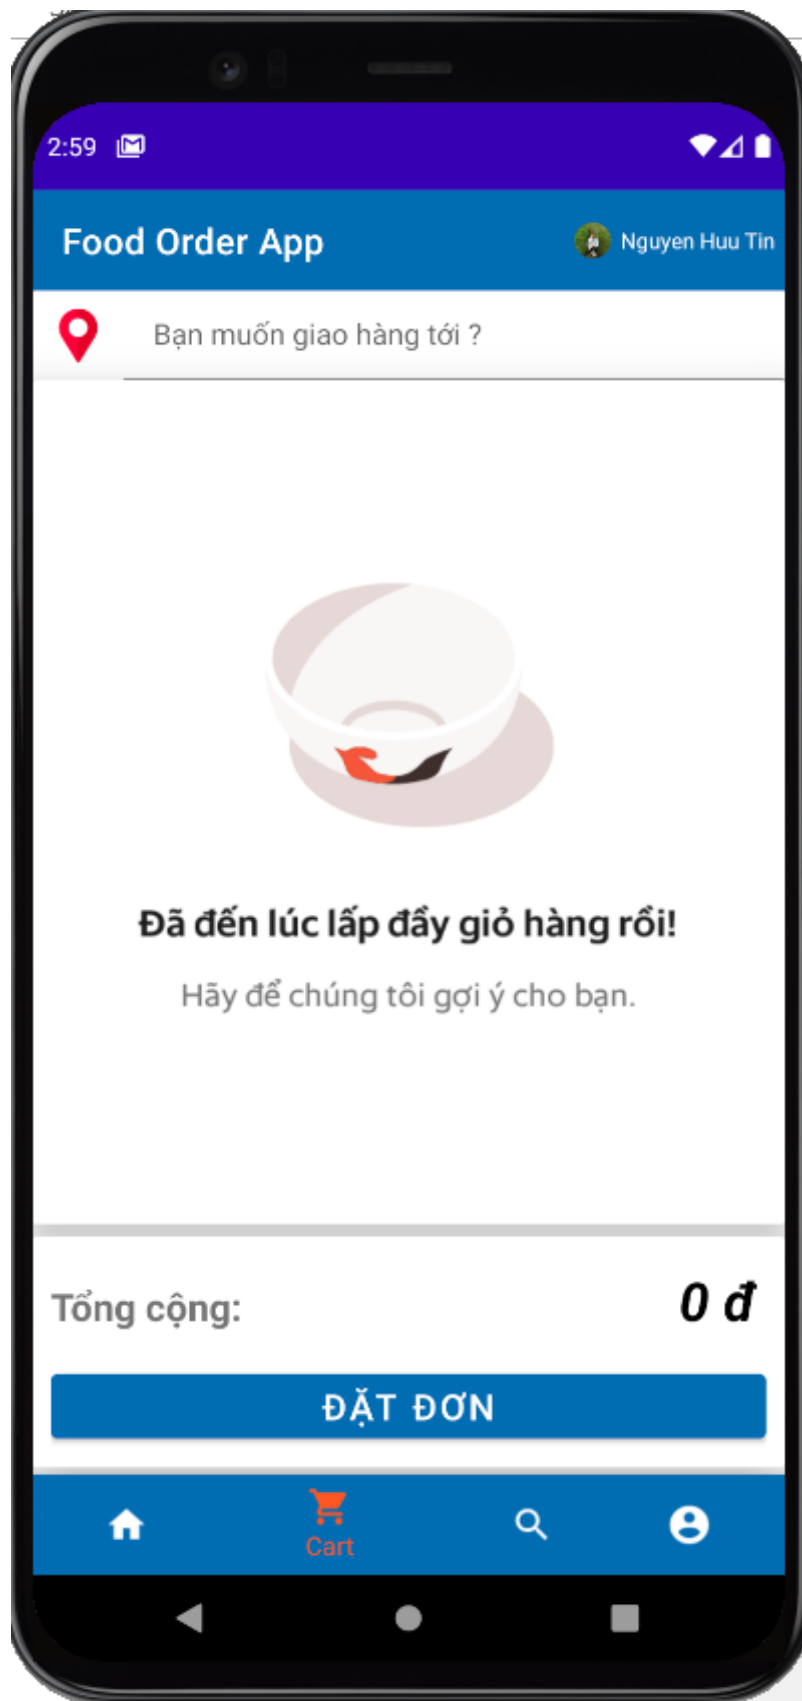 2:59
Food Order App
Nguyen Huu Tin
Bạn muốn giao hàng tới ?
Đã đến lúc lấp đầy giỏ hàng rồi!
Hãy để chúng tôi gợi ý cho bạn.
Tổng cộng:
0 đ
ĐẶT ĐƠN
Cart